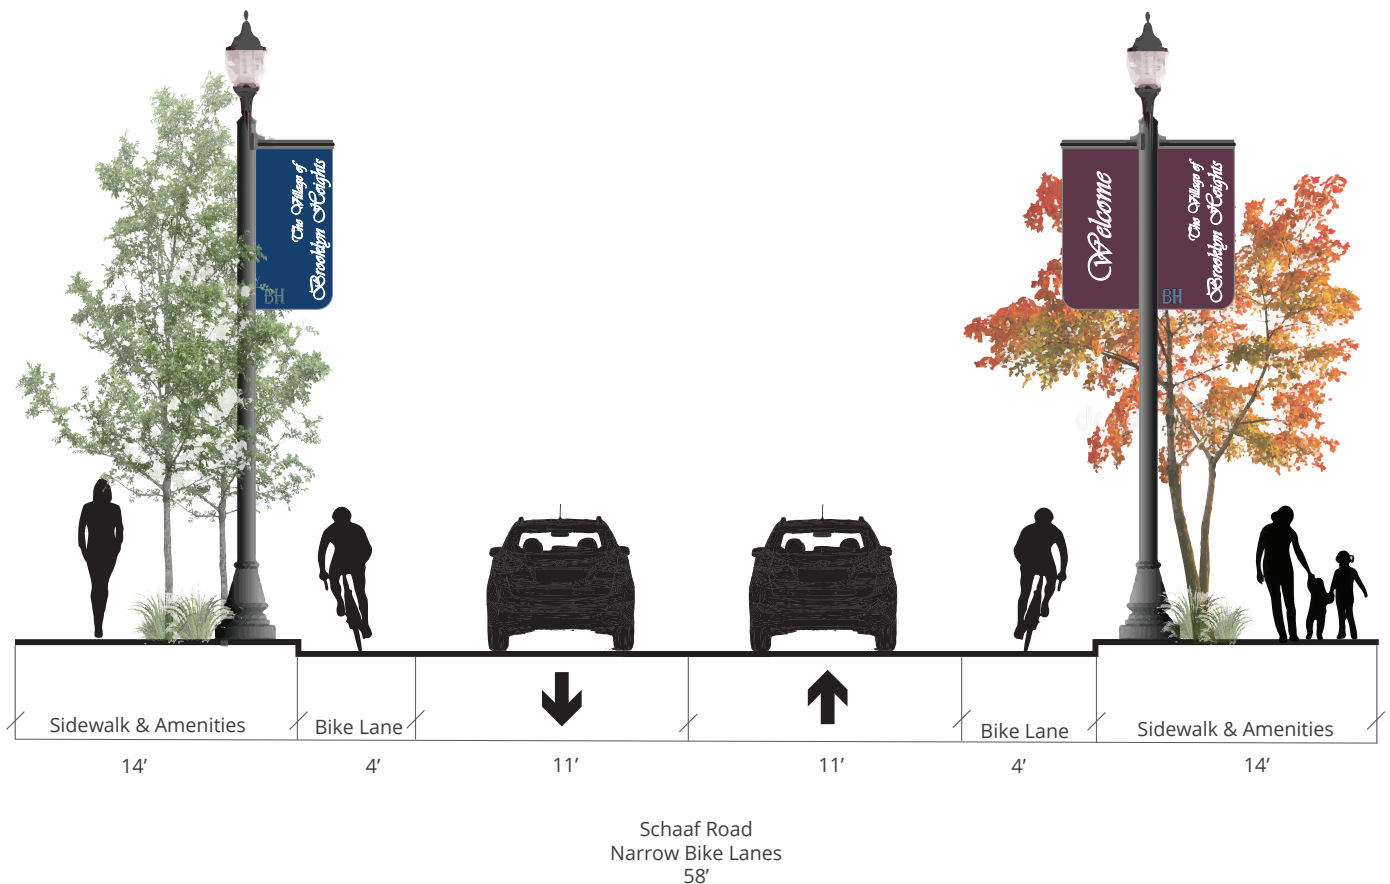 The Village of
Brooklyn Heights
BH
Welcome
The Village of
Brooklyn Heights
BH
Sidewalk & Amenities
Bike Lane
Bike Lane
Sidewalk & Amenities
14’
4’
11’
11’
4’
14’
Schaaf Road
Narrow Bike Lanes
58’